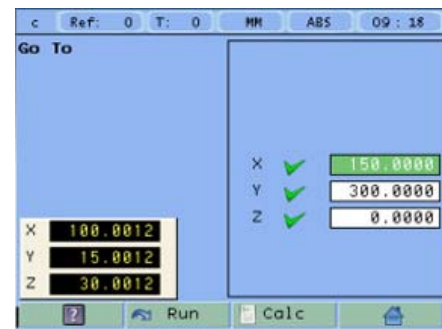 c Ref: 0 T: 0 MM ABS 09 : 18
Go To
X 150.0000
Y 300.0000
Z 0.0000
X 100.0012
Y 15.0012
Z 30.0012
? Run Calc